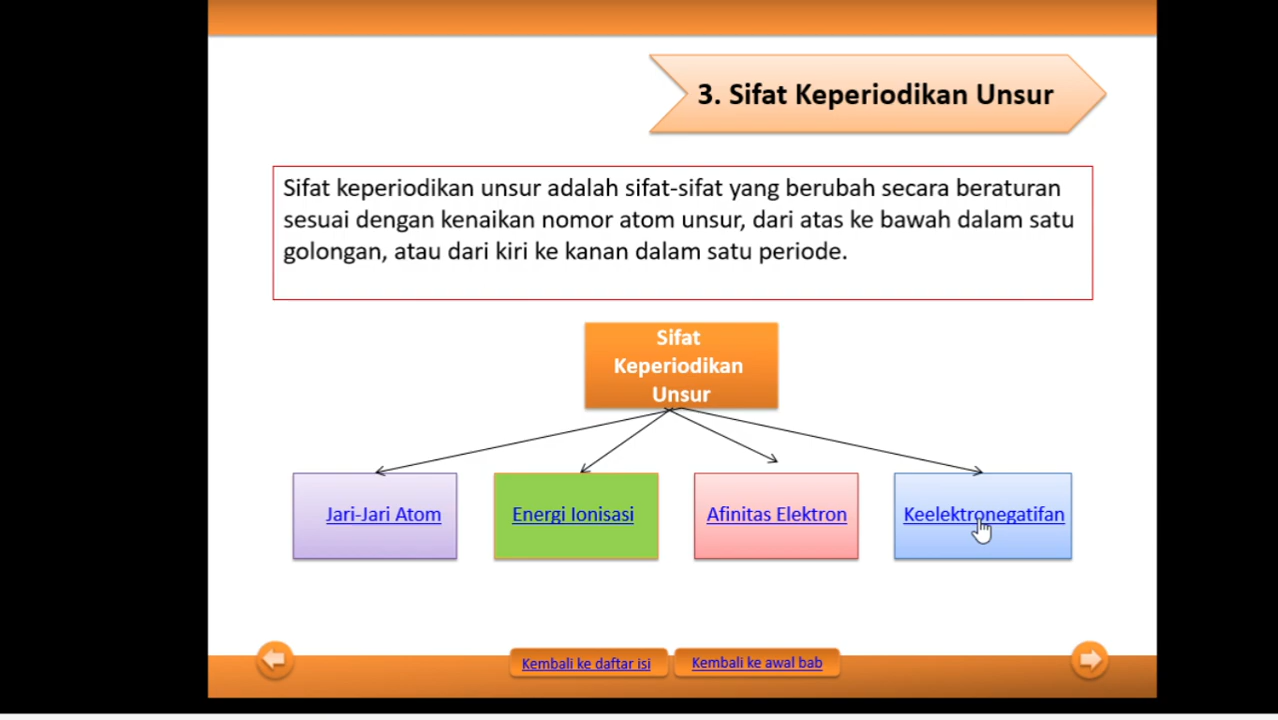 3. Sifat Keperiodikan Unsur
Sifat keperiodikan unsur adalah sifat-sifat yang berubah secara beraturan
sesuai dengan kenaikan nomor atom unsur, dari atas ke bawah dalam satu
golongan, atau dari kiri ke kanan dalam satu periode.
Sifat
Keperiodikan
Unsur
Jari-Jari Atom
Energi Ionisasi
Afinitas Elektron
Keelektronegatifan
Kembali ke daftar isi
Kembali ke awal bab